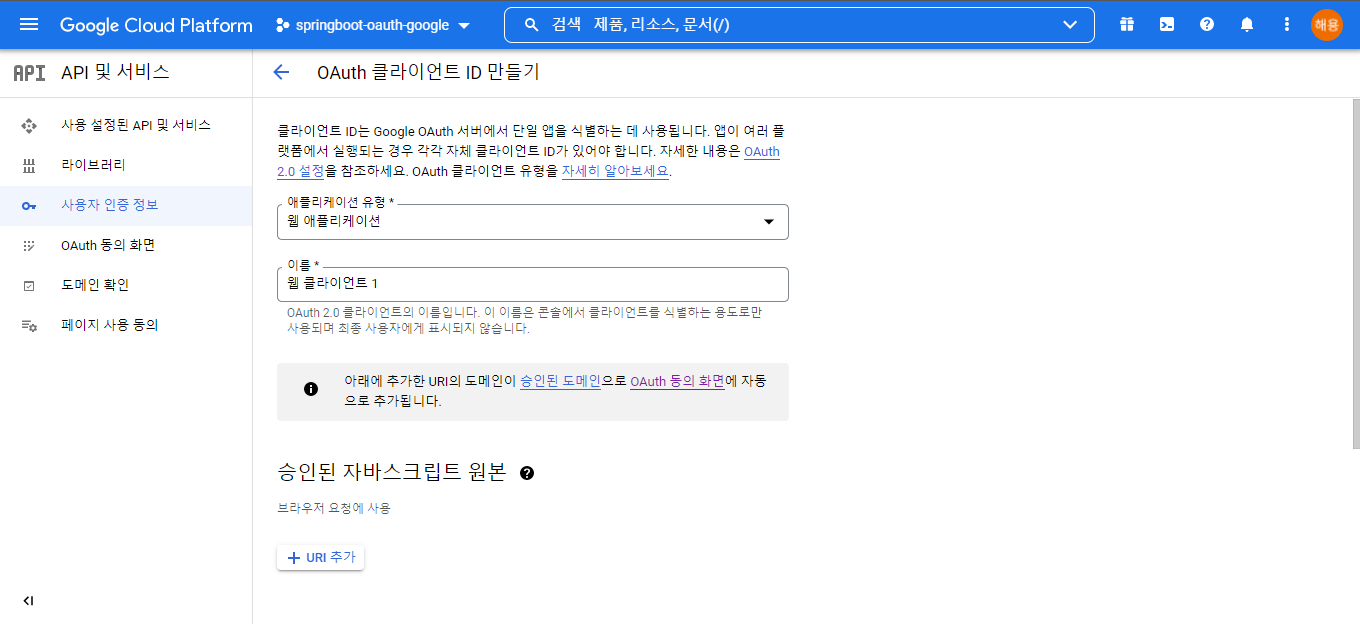 Google Cloud Platform
springboot-oauth-google
검색 제품, 리소스, 문서(/)
해용
API API 및 서비스
OAuth 클라이언트 ID 만들기
사용 설정된 API 및 서비스
라이브러리
사용자 인증 정보
OAuth 동의 화면
도메인 확인
페이지 사용 동의
클라이언트 ID는 Google OAuth 서버에서 단일 앱을 식별하는 데 사용됩니다. 앱이 여러 플
랫폼에서 실행되는 경우 각각 자체 클라이언트 ID가 있어야 합니다. 자세한 내용은 OAuth
2.0 설정을 참조하세요. OAuth 클라이언트 유형을 자세히 알아보세요.
애플리케이션 유형 *
웹 애플리케이션
이름 *
웹 클라이언트 1
OAuth 2.0 클라이언트의 이름입니다. 이 이름은 콘솔에서 클라이언트를 식별하는 용도로만
사용되며 최종 사용자에게 표시되지 않습니다.
아래에 추가한 URI의 도메인이 승인된 도메인으로 OAuth 동의 화면에 자동
으로 추가됩니다.
승인된 자바스크립트 원본
브라우저 요청에 사용
+ URI 추가